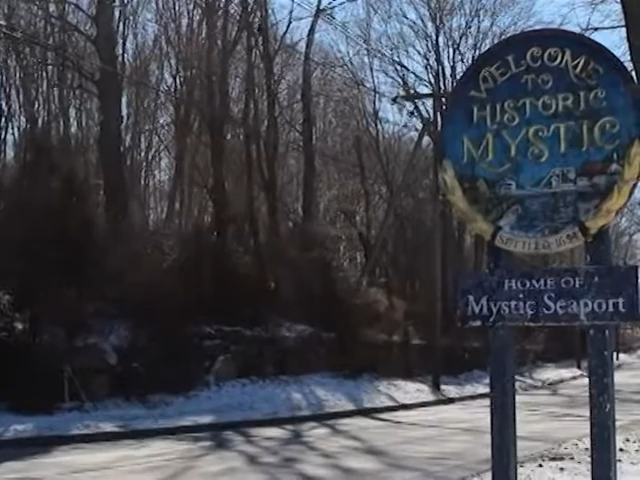 WELCOME
TO
HISTORIC
MYSTIC
SETTLED 1654
HOME OF
Mystic Seaport